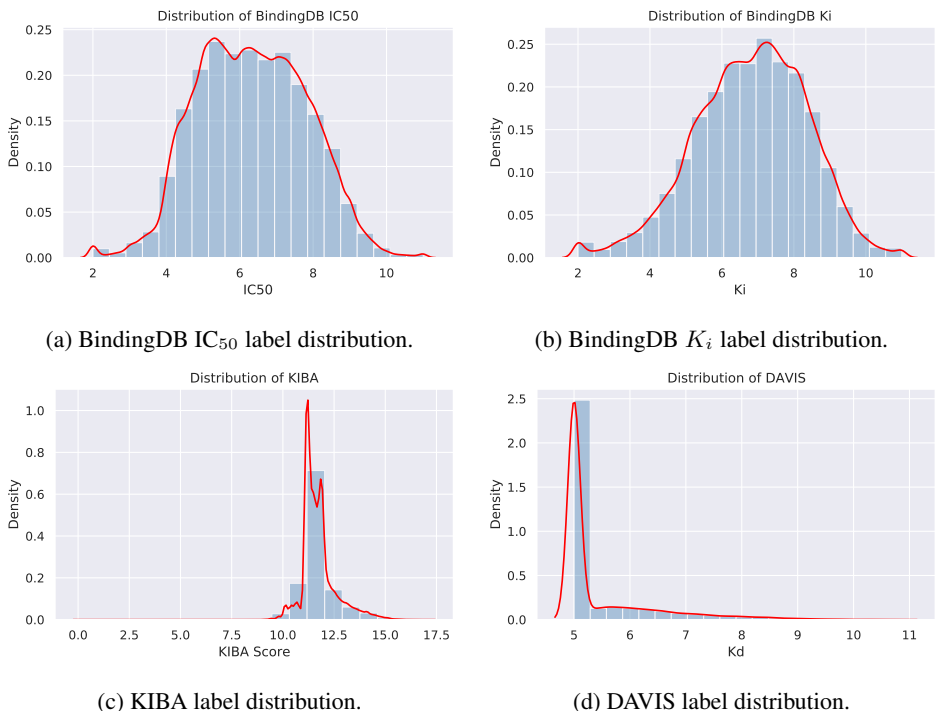 Distribution of BindingDB IC50
Density
0.25
0.20
0.15
0.10
0.05
0.00
2 4 6 8 10
IC50
(a) BindingDB IC₅₀ label distribution.
Distribution of BindingDB Ki
Density
0.25
0.20
0.15
0.10
0.05
0.00
2 4 6 8 10
Ki
(b) BindingDB Kᵢ label distribution.
Distribution of KIBA
Density
1.0
0.8
0.6
0.4
0.2
0.0
0.0 2.5 5.0 7.5 10.0 12.5 15.0 17.5
KIBA Score
(c) KIBA label distribution.
Distribution of DAVIS
Density
2.5
2.0
1.5
1.0
0.5
0.0
5 6 7 8 9 10 11
Kd
(d) DAVIS label distribution.